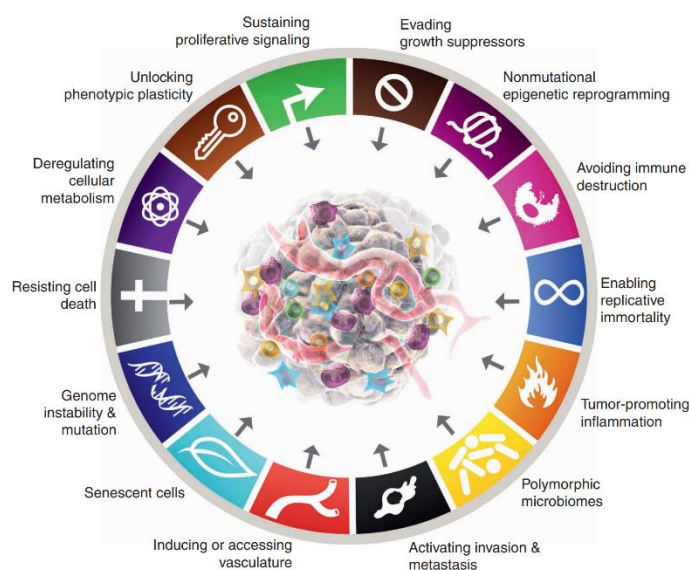 Sustaining
proliferative signaling
Evading
growth suppressors
Nonmutational
epigenetic reprogramming
Avoiding immune
destruction
Enabling
replicative
immortality
Tumor-promoting
inflammation
Polymorphic
microbiomes
Activating invasion &
metastasis
Inducing or accessing
vasculature
Senescent cells
Genome
instability &
mutation
Resisting cell
death
Deregulating
cellular
metabolism
Unlocking
phenotypic plasticity